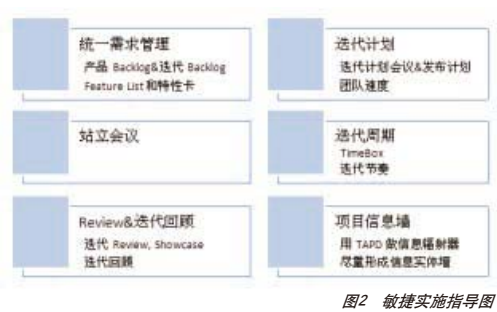 统一需求管理
产品 Backlog&迭代 Backlog
Feature List 和特性卡
迭代计划
迭代计划会议&发布计划
团队速度
站立会议
迭代周期
TimeBox
迭代节奏
Review&迭代回顾
迭代 Review, Showcase
迭代回顾
项目信息墙
用 TAPD 做信息辐射器
尽量形成信息实体墙
图2 敏捷实施指导图